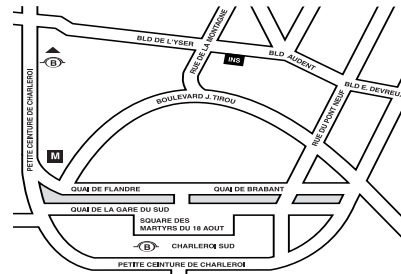 BLD DE L'YSER
RUE DE LA MONTAGNE
INS
BLD AUDENT
BLD E. DEVREUX
PETITE CEINTURE DE CHARLEROI
B
BOULEVARD J. TIROU
RUE DU PONT NEUF
M
QUAI DE FLANDRE
QUAI DE BRABANT
QUAI DE LA GARE DU SUD
SQUARE DES
MARTYRS DU 18 AOUT
B
CHARLEROI SUD
PETITE CEINTURE DE CHARLEROI